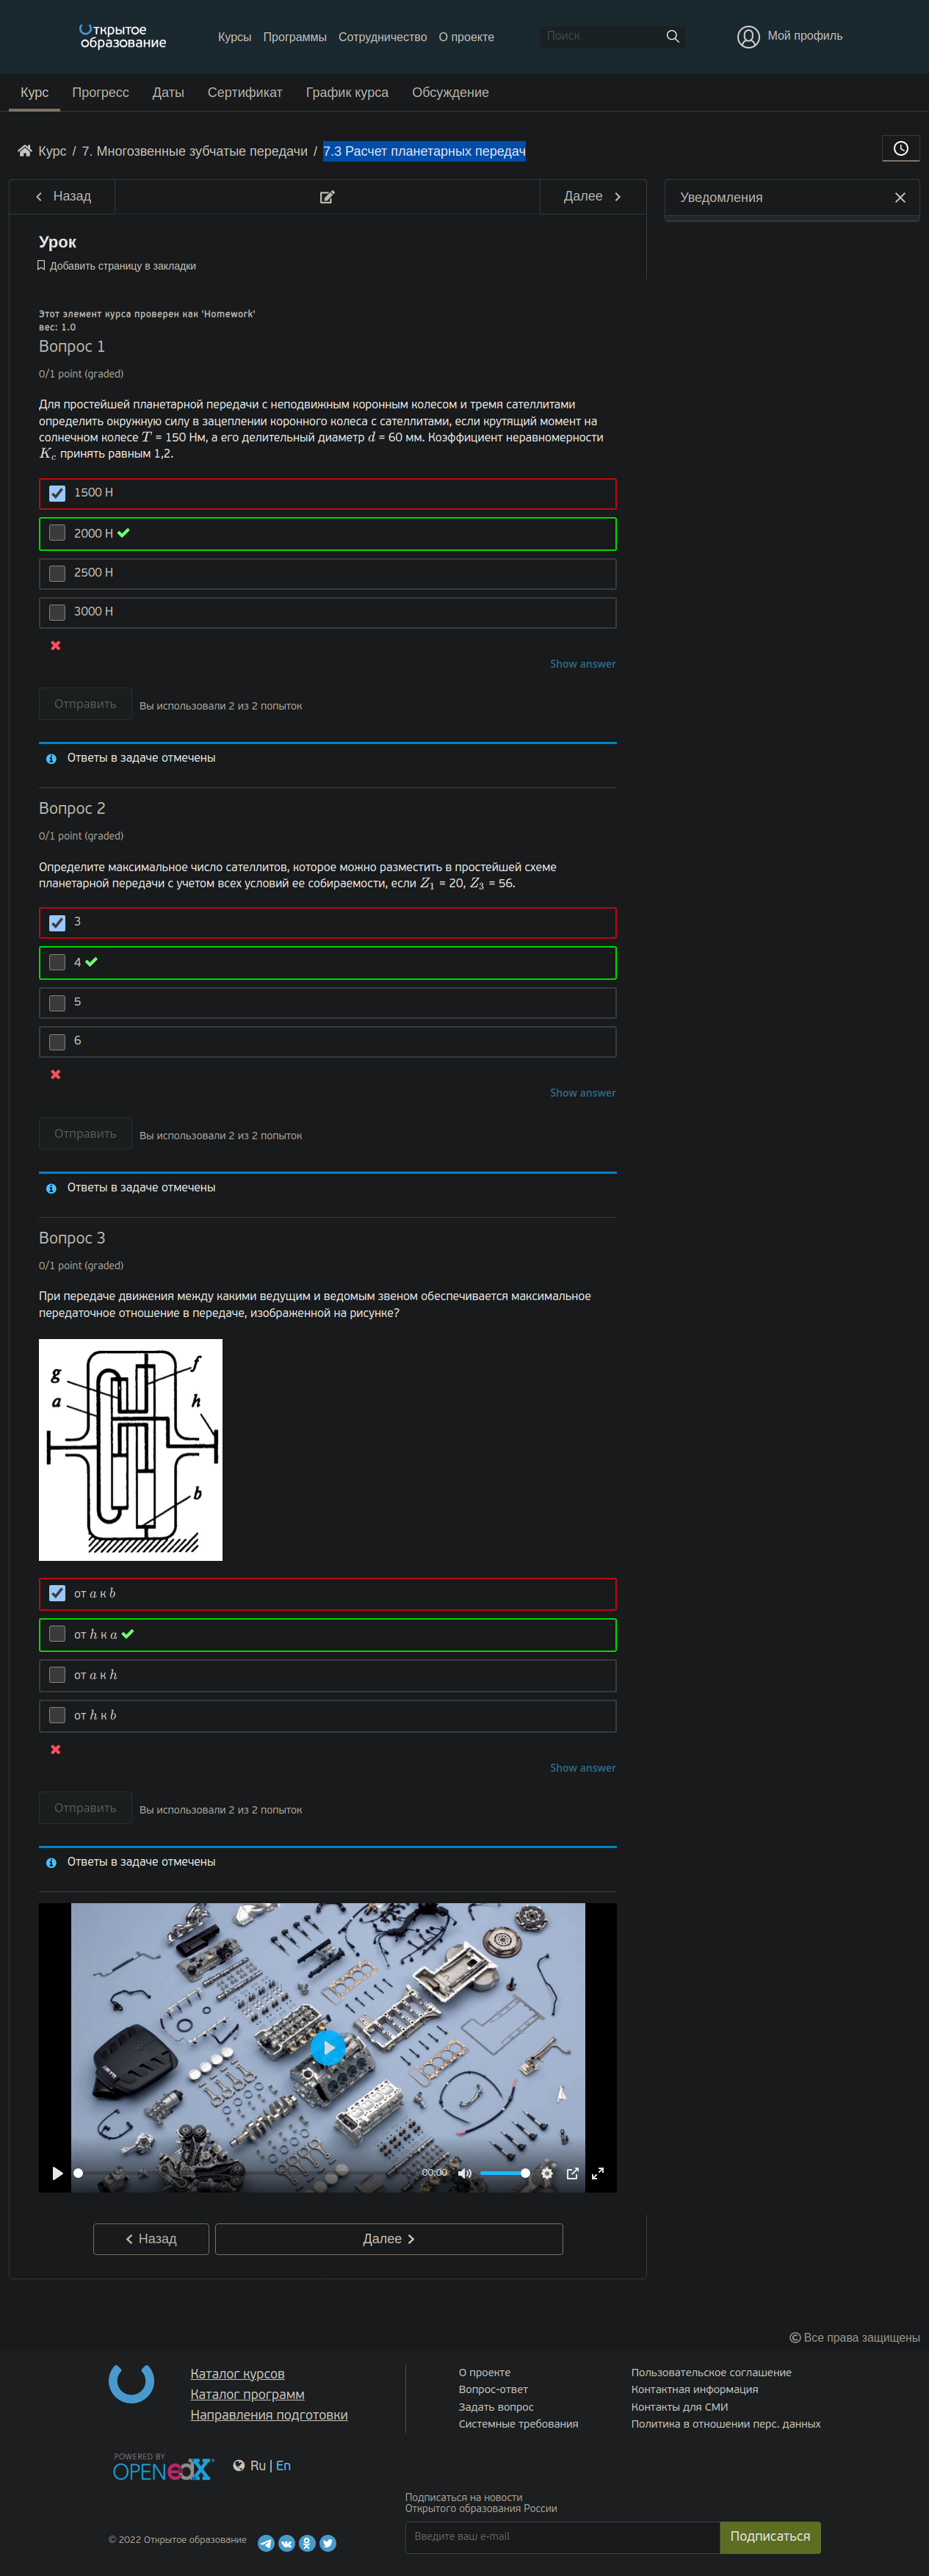 Открытое
образование
Курсы Программы Сотрудничество О проекте
Поиск
Мой профиль
Курс Прогресс Даты Сертификат График курса Обсуждение
Курс / 7. Многозвенные зубчатые передачи / 7.3 Расчет планетарных передач
Назад
Далее
Уведомления
Урок
Добавить страницу в закладки
Этот элемент курса проверен как 'Homework'
вес: 1.0
Вопрос 1
0/1 point (graded)
Для простейшей планетарной передачи с неподвижным коронным колесом и тремя сателлитами
определить окружную силу в зацеплении коронного колеса с сателлитами, если крутящий момент на
солнечном колесе T = 150 Нм, а его делительный диаметр d = 60 мм. Коэффициент неравномерности
K_c принять равным 1,2.
1500 Н
2000 Н
2500 Н
3000 Н
Show answer
Отправить
Вы использовали 2 из 2 попыток
Ответы в задаче отмечены
Вопрос 2
0/1 point (graded)
Определите максимальное число сателлитов, которое можно разместить в простейшей схеме
планетарной передачи с учетом всех условий ее собираемости, если Z₁ = 20, Z₃ = 56.
3
4
5
6
Show answer
Отправить
Вы использовали 2 из 2 попыток
Ответы в задаче отмечены
Вопрос 3
0/1 point (graded)
При передаче движения между какими ведущим и ведомым звеном обеспечивается максимальное
передаточное отношение в передаче, изображенной на рисунке?
f
g
a
h
b
от a к b
от h к a
от a к h
от h к b
Show answer
Отправить
Вы использовали 2 из 2 попыток
Ответы в задаче отмечены
00:00
Назад
Далее
© Все права защищены
Каталог курсов
Каталог программ
Направления подготовки
О проекте
Вопрос-ответ
Задать вопрос
Системные требования
Пользовательское соглашение
Контактная информация
Контакты для СМИ
Политика в отношении перс. данных
POWERED BY
OPEN edX
Ru | En
Подписаться на новости
Открытого образования России
© 2022 Открытое образование
Введите ваш e-mail
Подписаться